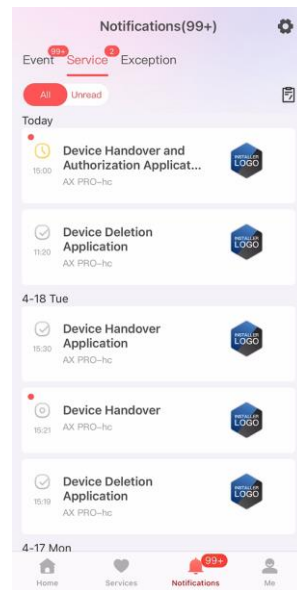 Notifications(99+)
99+
2
Event Service Exception
All Unread
Today
Device Handover and
Authorization Applicat...
15:00
AX PRO-hc
INSTALLER
LOGO
Device Deletion
Application
11:20
AX PRO-hc
INSTALLER
LOGO
4-18 Tue
Device Handover
Application
15:30
AX PRO-hc
INSTALLER
LOGO
Device Handover
15:21
AX PRO-hc
INSTALLER
LOGO
Device Deletion
Application
15:19
AX PRO-hc
INSTALLER
LOGO
4-17 Mon
99+
Home Services Notifications Me